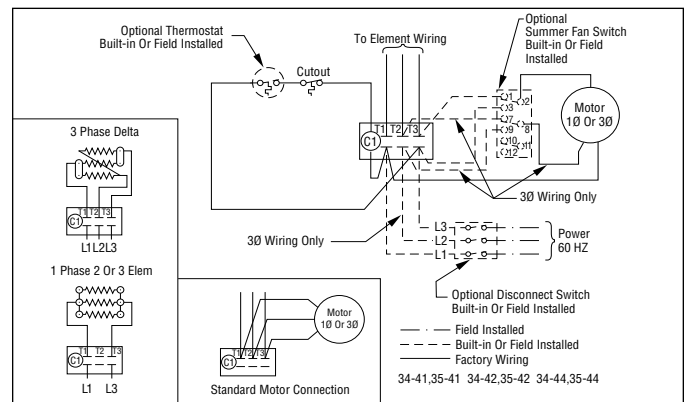 Optional Thermostat
Built-in Or Field Installed
Cutout
To Element Wiring
Optional
Summer Fan Switch
Built-in Or Field
Installed
1
2
3
7
9
8
10
11
12
Motor
1Ø Or 3Ø
C1
T1 T2 T3
3Ø Wiring Only
3Ø Wiring Only
L3
L2
L1
Power
60 HZ
Optional Disconnect Switch
Built-in Or Field Installed
Field Installed
Built-in Or Field Installed
Factory Wiring
34-41,35-41 34-42,35-42 34-44,35-44
3 Phase Delta
T1 T2 T3
C1
L1L2L3
1 Phase 2 Or 3 Elem
T1 T2 T3
C1
L1 L3
Motor
1Ø Or 3Ø
T1 T2 T3
C1
Standard Motor Connection